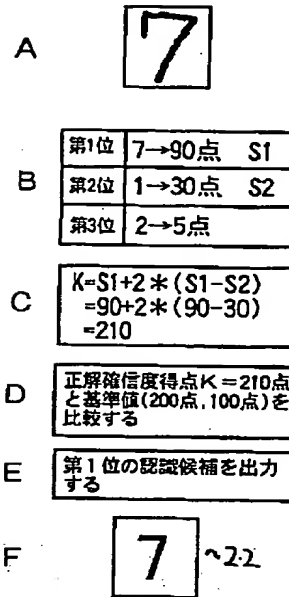 A
7
B
第1位 7→90点 S1
第2位 1→30点 S2
第3位 2→5点
C
K=S1+2*(S1-S2)
=90+2*(90-30)
=210
D
正解確信度得点K=210点
と基準値(200点,100点)を
比較する
E
第1位の認識候補を出力
する
F
7 ~2.2